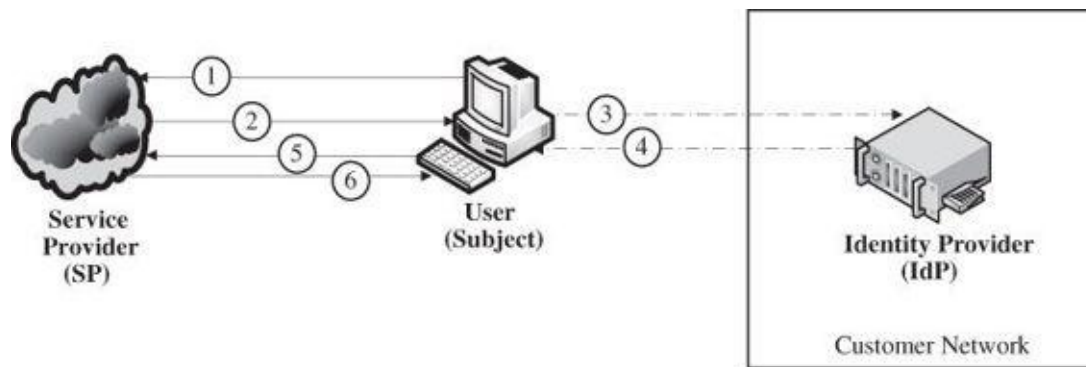 1
2
3
4
5
6
Service
Provider
(SP)
User
(Subject)
Identity Provider
(IdP)
Customer Network